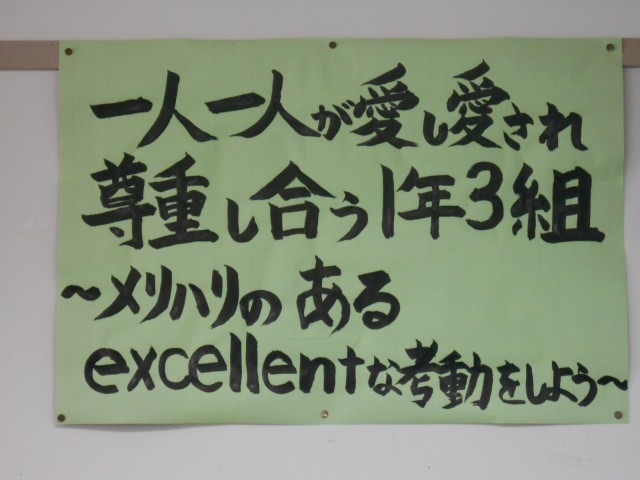 一人一人が愛し愛され
尊重し合う1年3組
～メリハリのある
excellentな考動をしよう～